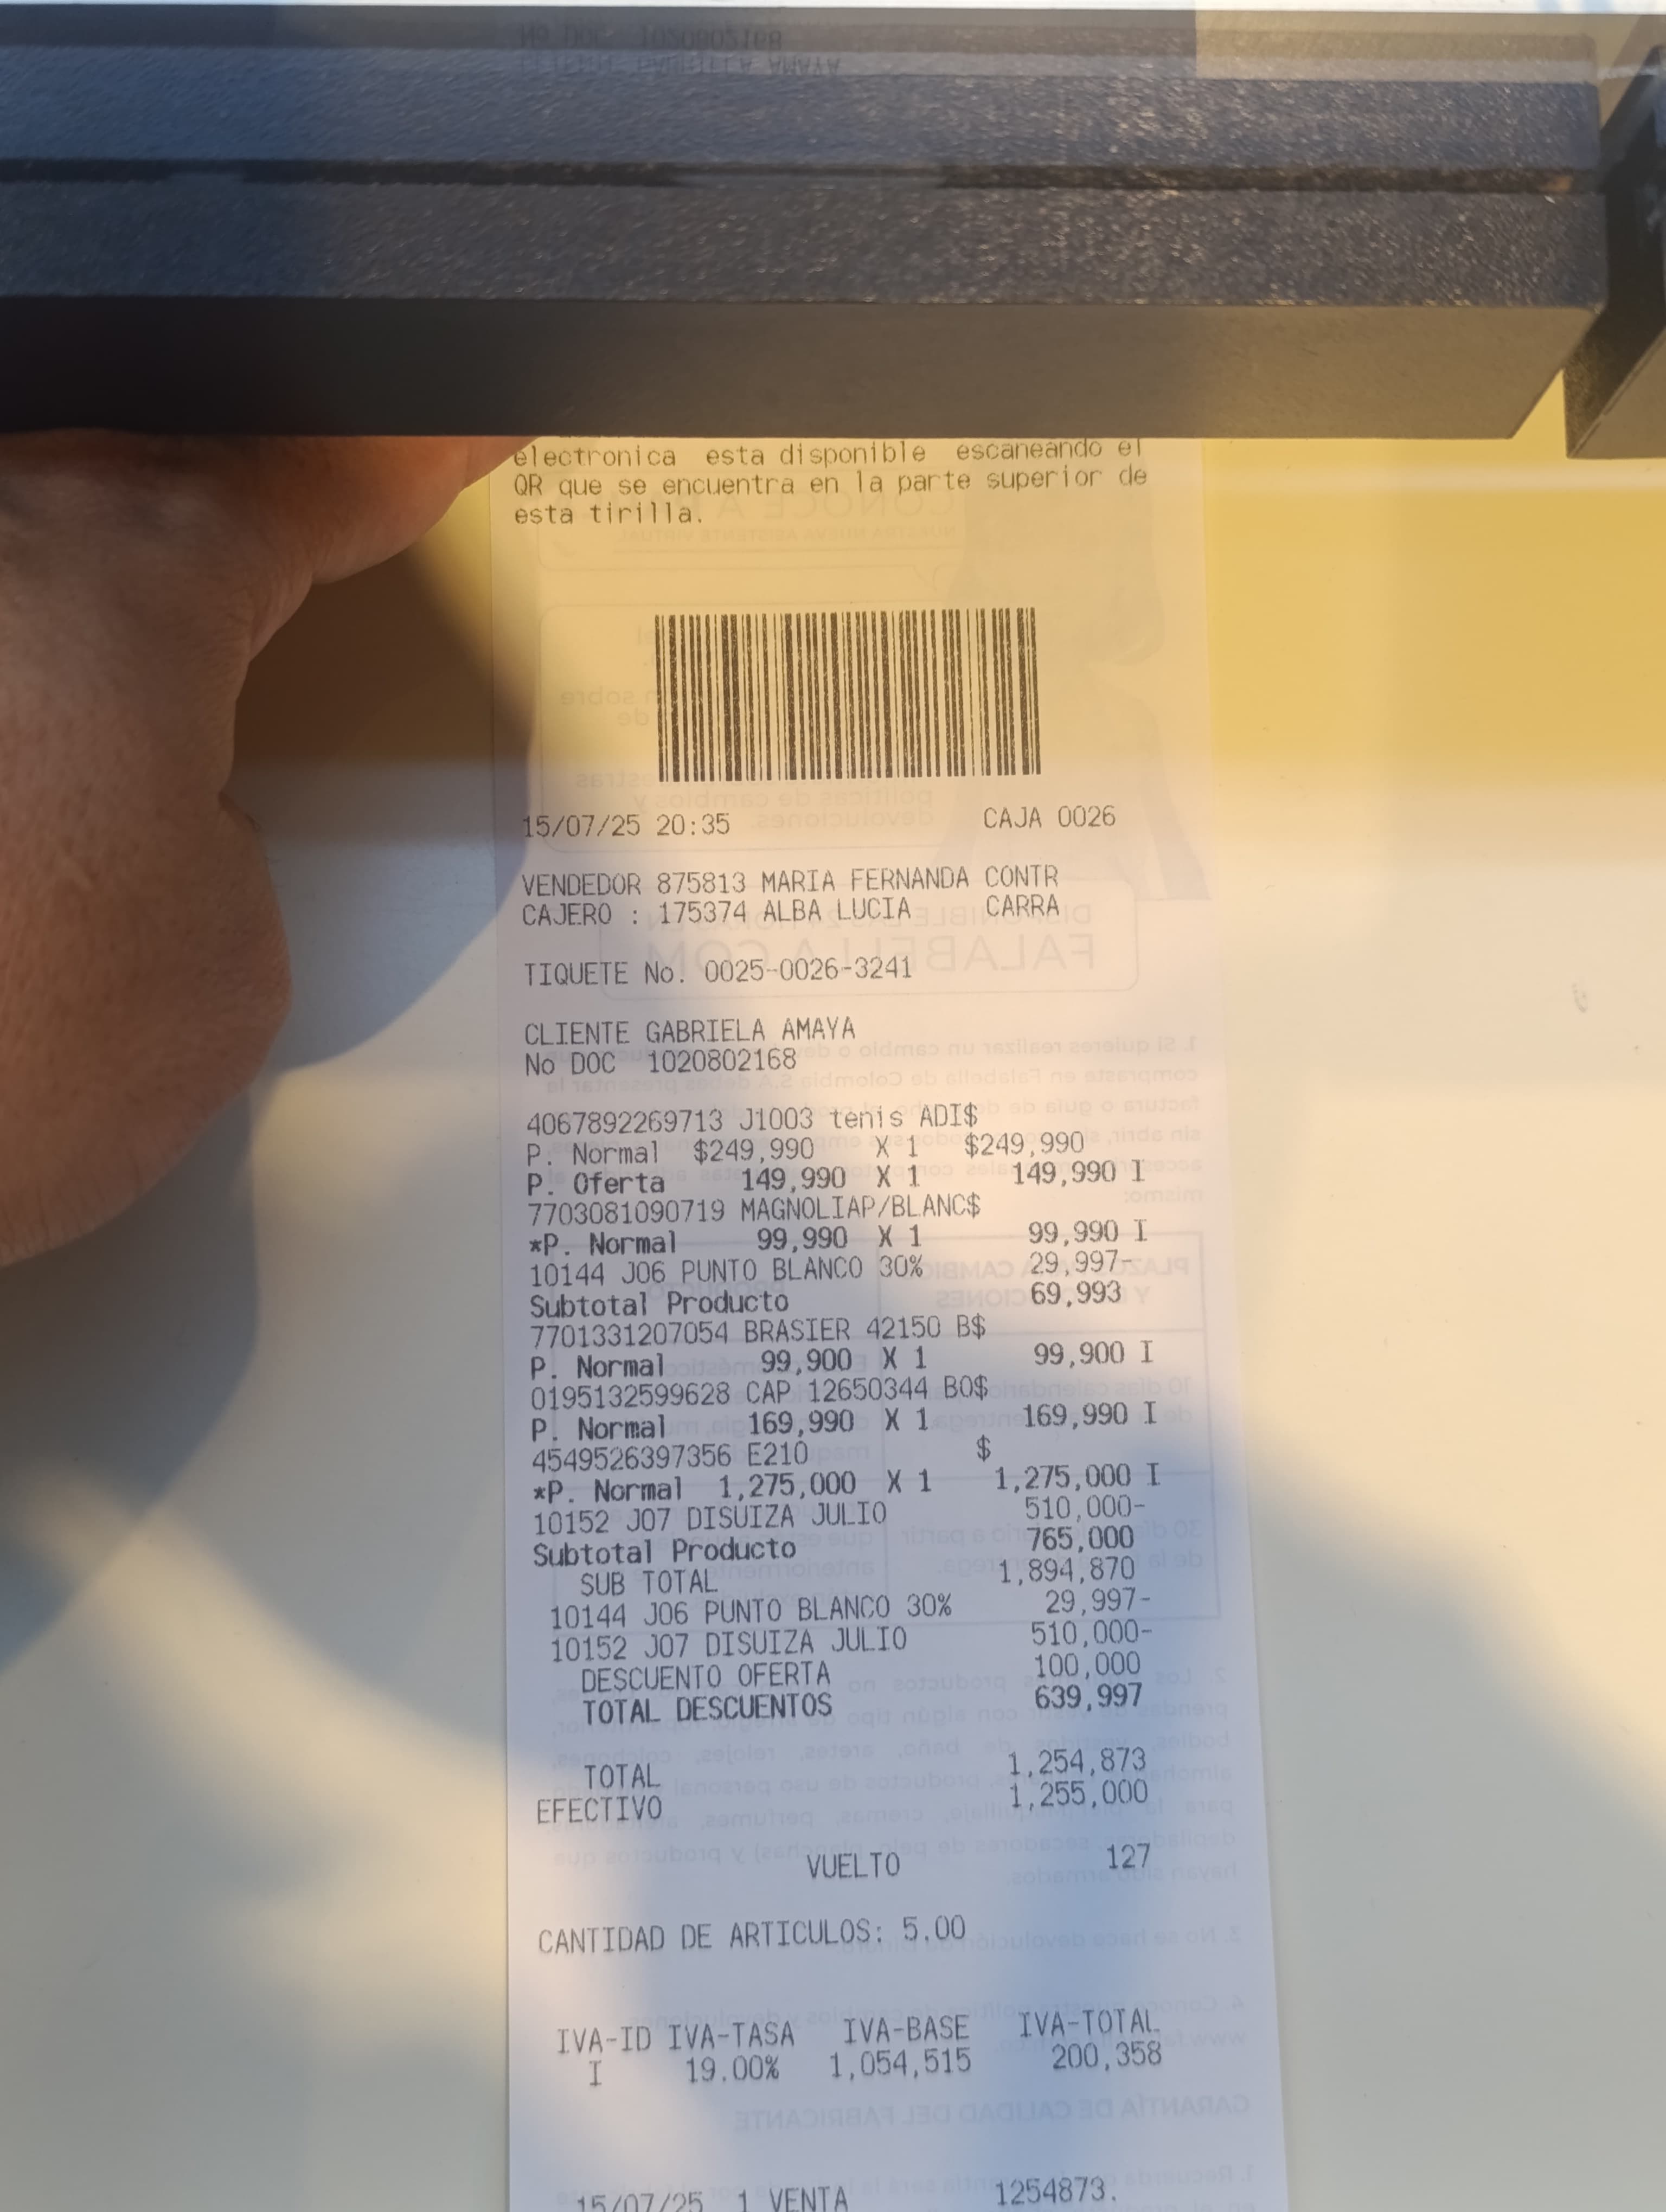 electronica esta disponible escaneando el
QR que se encuentra en la parte superior de
esta tirilla.
15/07/25 20:35 CAJA 0026
VENDEDOR 875813 MARIA FERNANDA CONTR
CAJERO : 175374 ALBA LUCIA CARRA
TIQUETE No. 0025-0026-3241
CLIENTE GABRIELA AMAYA
No DOC 1020802168
4067892269713 J1003 tenis ADI$
P. Normal $249,990 X 1 $249,990
P. Oferta 149,990 X 1 149,990 I
7703081090719 MAGNOLIAP/BLANC$
*P. Normal 99,990 X 1 99,990 I
10144 J06 PUNTO BLANCO 30% 29,997-
Subtotal Producto 69,993
7701331207054 BRASIER 42150 B$
P. Normal 99,900 X 1 99,900 I
0195132599628 CAP 12650344 BO$
P. Normal 169,990 X 1 169,990 I
4549526397356 E210 $
*P. Normal 1,275,000 X 1 1,275,000 I
10152 J07 DISUIZA JULIO 510,000-
Subtotal Producto 765,000
SUB TOTAL 1,894,870
10144 J06 PUNTO BLANCO 30% 29,997-
10152 J07 DISUIZA JULIO 510,000-
DESCUENTO OFERTA 100,000
TOTAL DESCUENTOS 639,997
TOTAL 1,254,873
EFECTIVO 1,255,000
VUELTO 127
CANTIDAD DE ARTICULOS: 5.00
IVA-ID IVA-TASA IVA-BASE IVA-TOTAL
I 19.00% 1,054,515 200,358
15/07/25 1 VENTA 1254873.